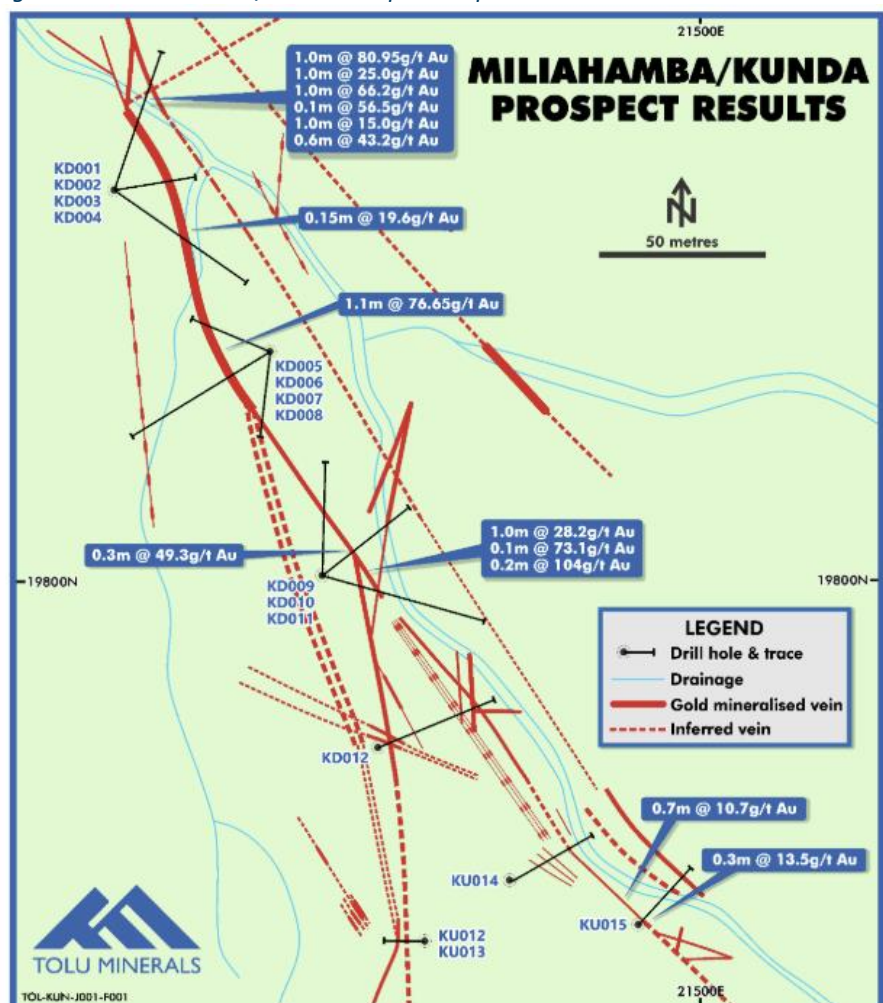 21500E
MILIAHAMBA/KUNDA
PROSPECT RESULTS
1.0m @ 80.95g/t Au
1.0m @ 25.0g/t Au
1.0m @ 66.2g/t Au
0.1m @ 56.5g/t Au
1.0m @ 15.0g/t Au
0.6m @ 43.2g/t Au
KD001
KD002
KD003
KD004
N
50 metres
0.15m @ 19.6g/t Au
1.1m @ 76.65g/t Au
KD005
KD006
KD007
KD008
0.3m @ 49.3g/t Au
1.0m @ 28.2g/t Au
0.1m @ 73.1g/t Au
0.2m @ 104g/t Au
19800N
19800N
KD009
KD010
KD011
LEGEND
Drill hole & trace
Drainage
Gold mineralised vein
Inferred vein
KD012
0.7m @ 10.7g/t Au
0.3m @ 13.5g/t Au
KU014
KU015
KU012
KU013
TOLU MINERALS
TOL-KUN-J001-F001
21500E